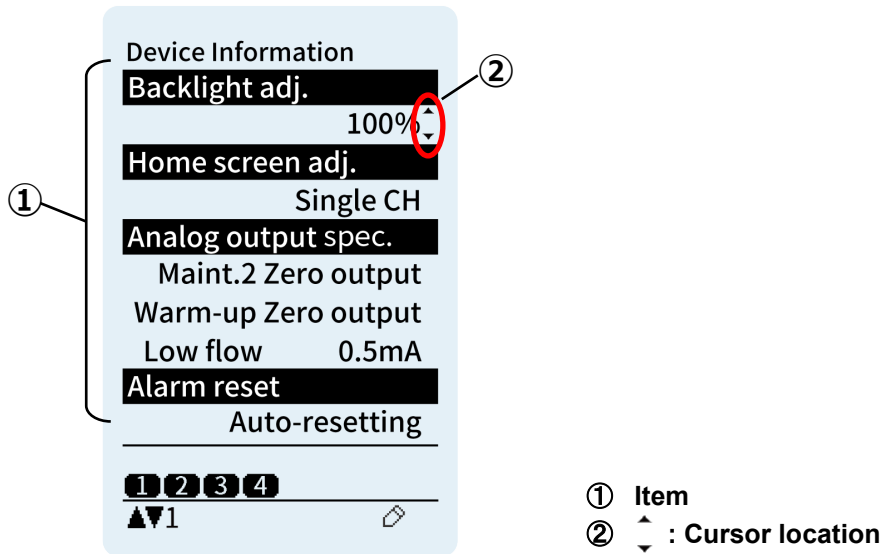 Device Information
Backlight adj.
100%
Home screen adj.
Single CH
Analog output spec.
Maint.2 Zero output
Warm-up Zero output
Low flow 0.5mA
Alarm reset
Auto-resetting
1 2 3 4
▲▼1
①
②
① Item
② : Cursor location